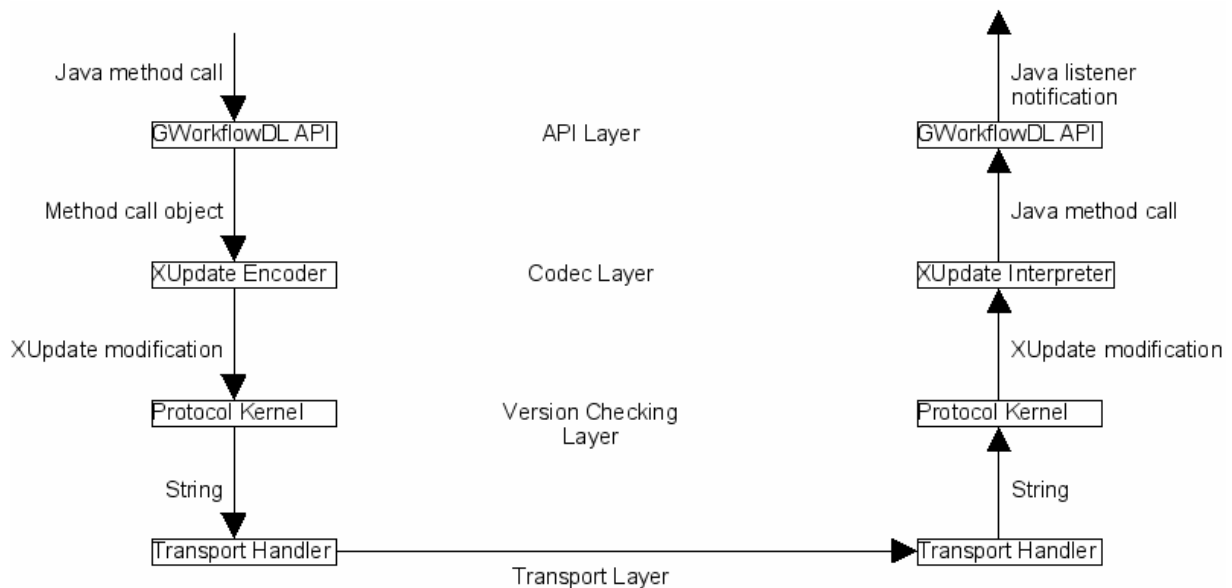 Java method call
Java listener
notification
GWorkflowDL API
API Layer
GWorkflowDL API
Method call object
Java method call
XUpdate Encoder
Codec Layer
XUpdate Interpreter
XUpdate modification
XUpdate modification
Protocol Kernel
Version Checking
Layer
Protocol Kernel
String
String
Transport Handler
Transport Handler
Transport Layer